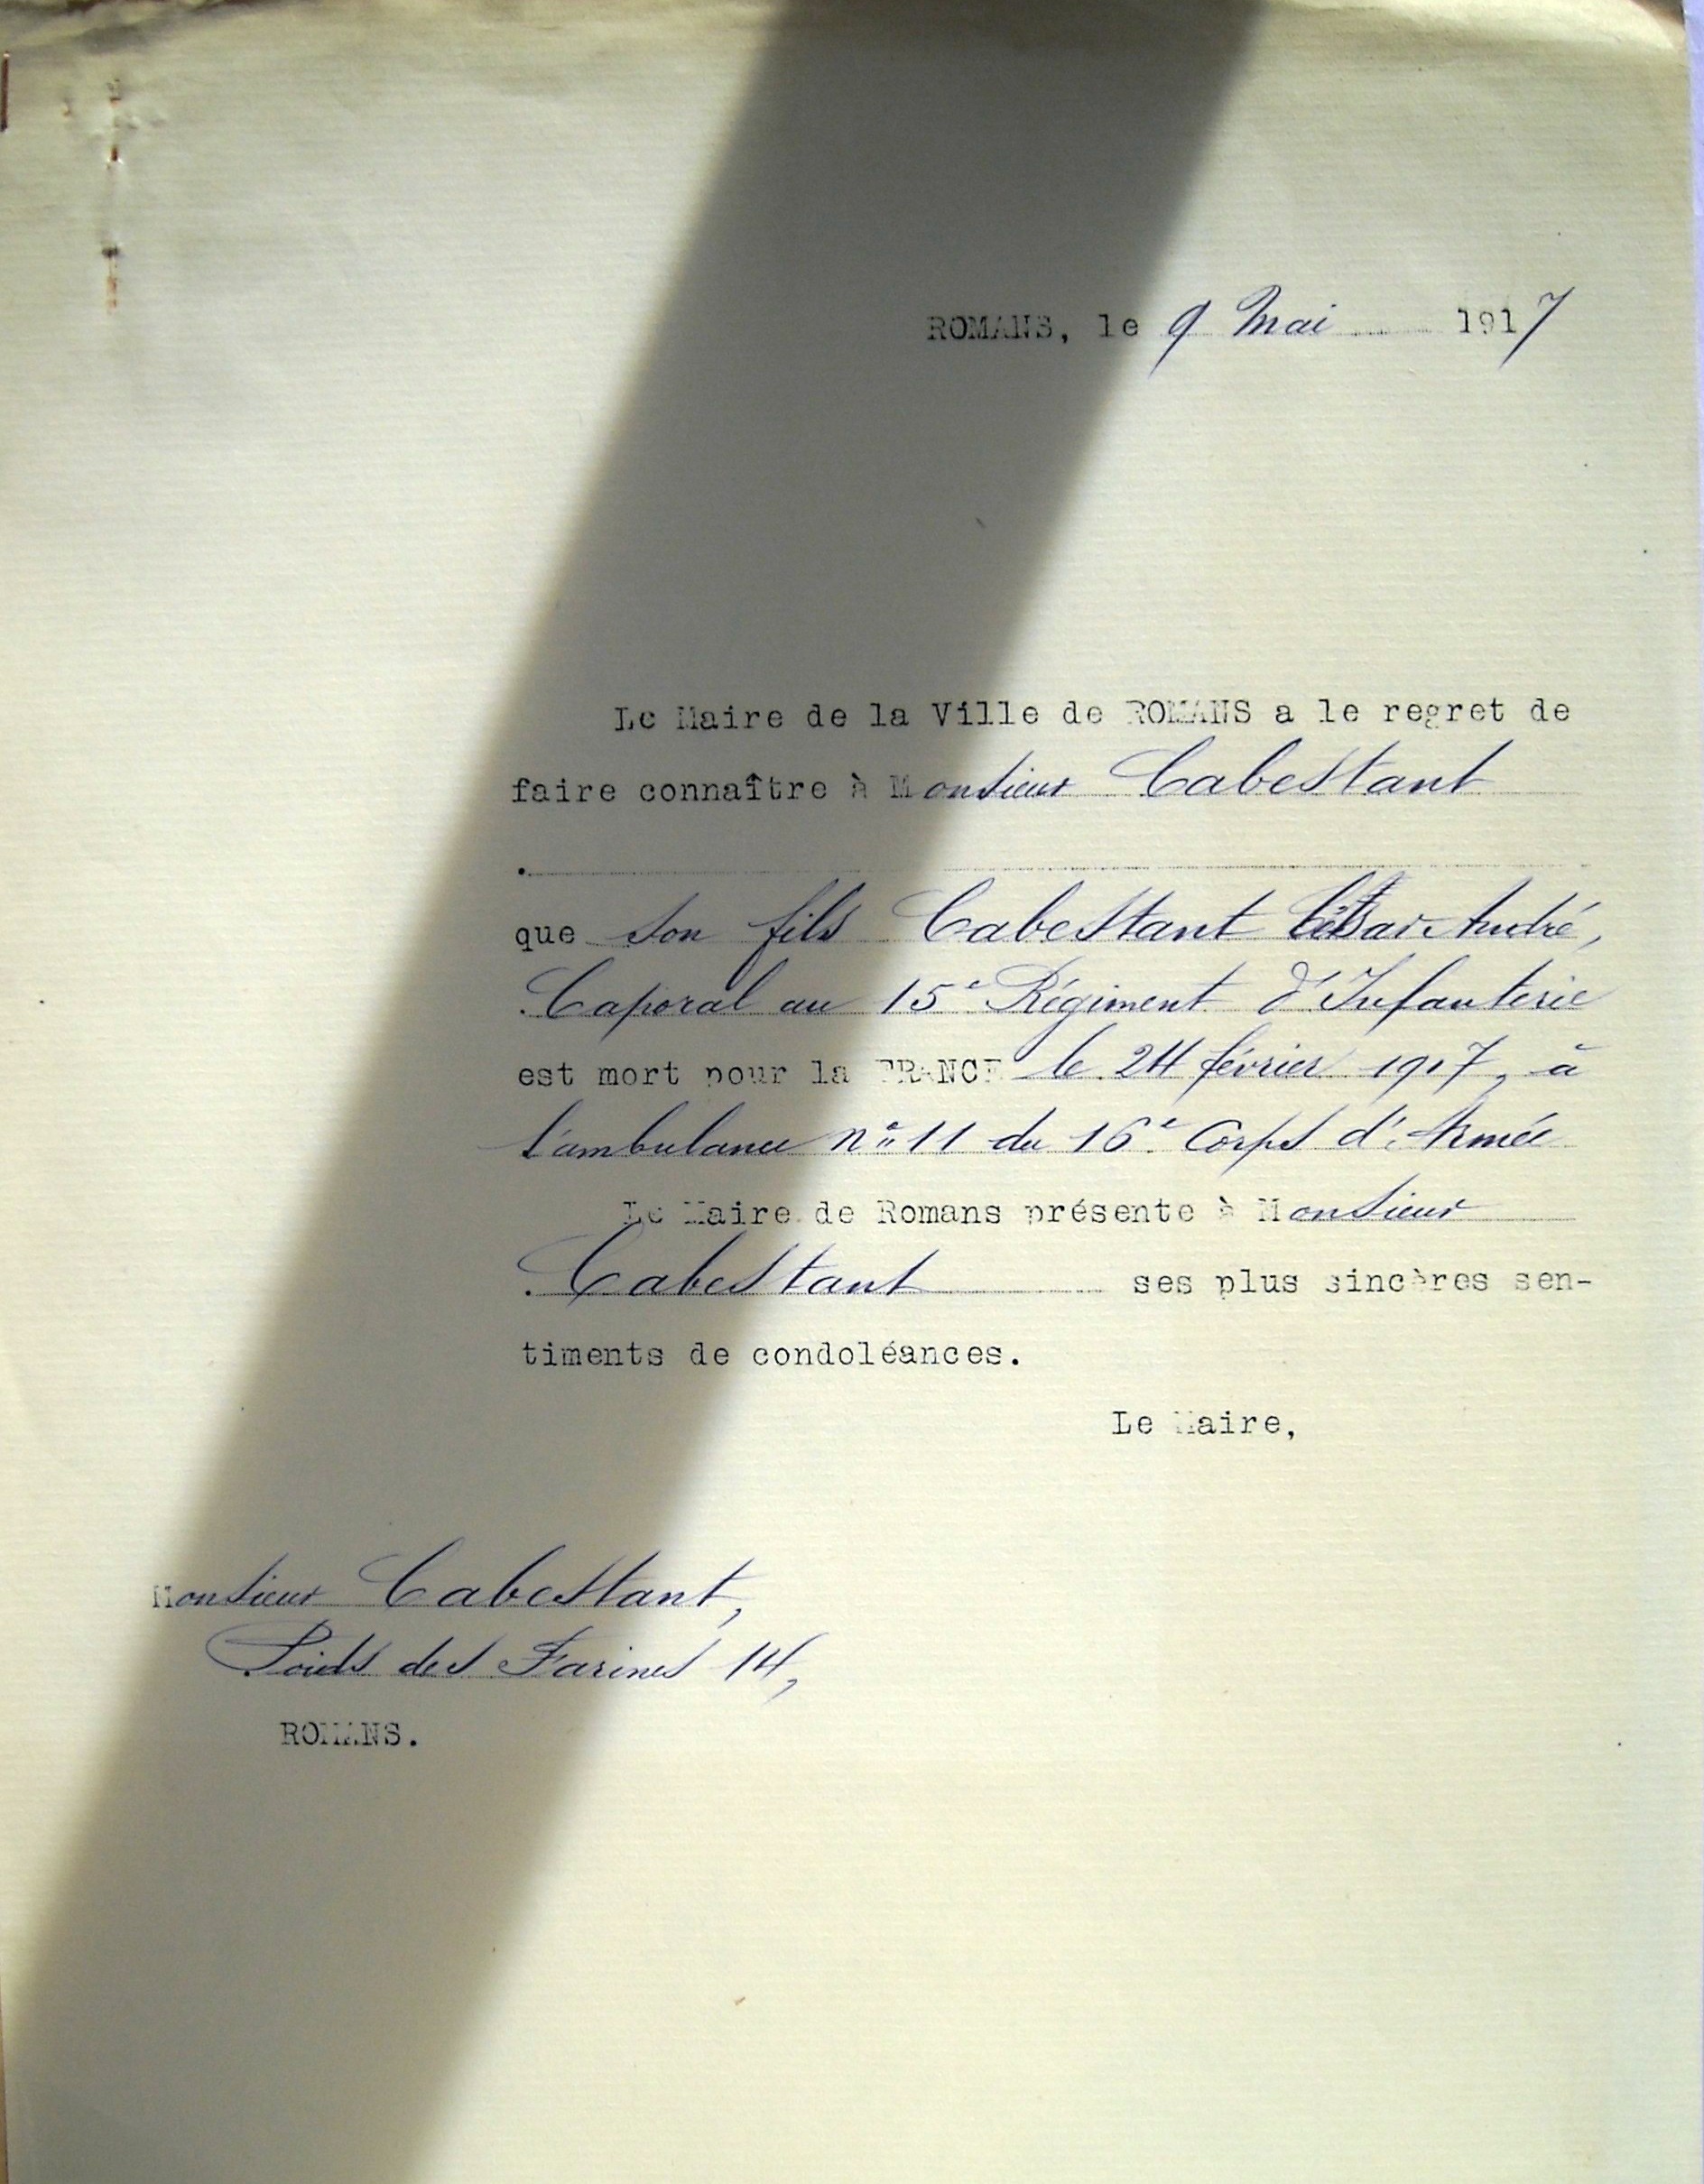 ROMANS, le 9 Mai 1917
Le Maire de la Ville de ROMANS a le regret de
faire connaître à Monsieur Cabestant
que son fils Cabestant César André,
Caporal au 15e Régiment d'Infanterie
est mort pour la FRANCE le 24 février 1917, à
l'ambulance n° 11 du 16e Corps d'Armée
Le Maire de Romans présente à Monsieur
Cabestant ses plus sincères sen-
timents de condoléances.
Le Maire,
Monsieur Cabestant,
Poids des Farines 14,
ROMANS.